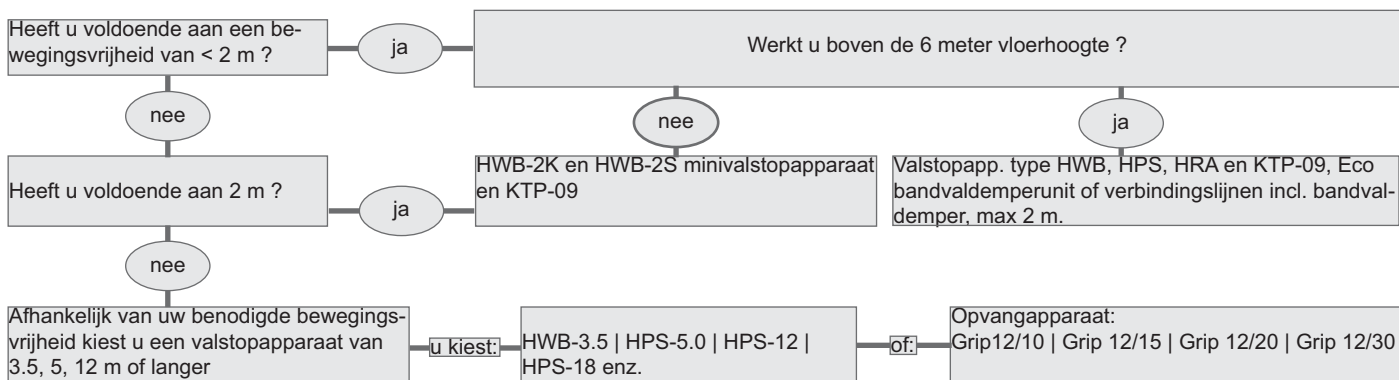 Heeft u voldoende aan een be-
wegingsvrijheid van < 2 m ?
ja
Werkt u boven de 6 meter vloerhoogte ?
nee
nee
ja
Heeft u voldoende aan 2 m ?
ja
HWB-2K en HWB-2S minivalstopapparaat
en KTP-09
Valstopapp. type HWB, HPS, HRA en KTP-09, Eco
bandvaldemperunit of verbindingslijnen incl. bandval-
demper, max 2 m.
nee
Afhankelijk van uw benodigde bewegings-
vrijheid kiest u een valstopapparaat van
3.5, 5, 12 m of langer
u kiest:
HWB-3.5 | HPS-5.0 | HPS-12 |
HPS-18 enz.
of:
Opvangapparaat:
Grip12/10 | Grip 12/15 | Grip 12/20 | Grip 12/30